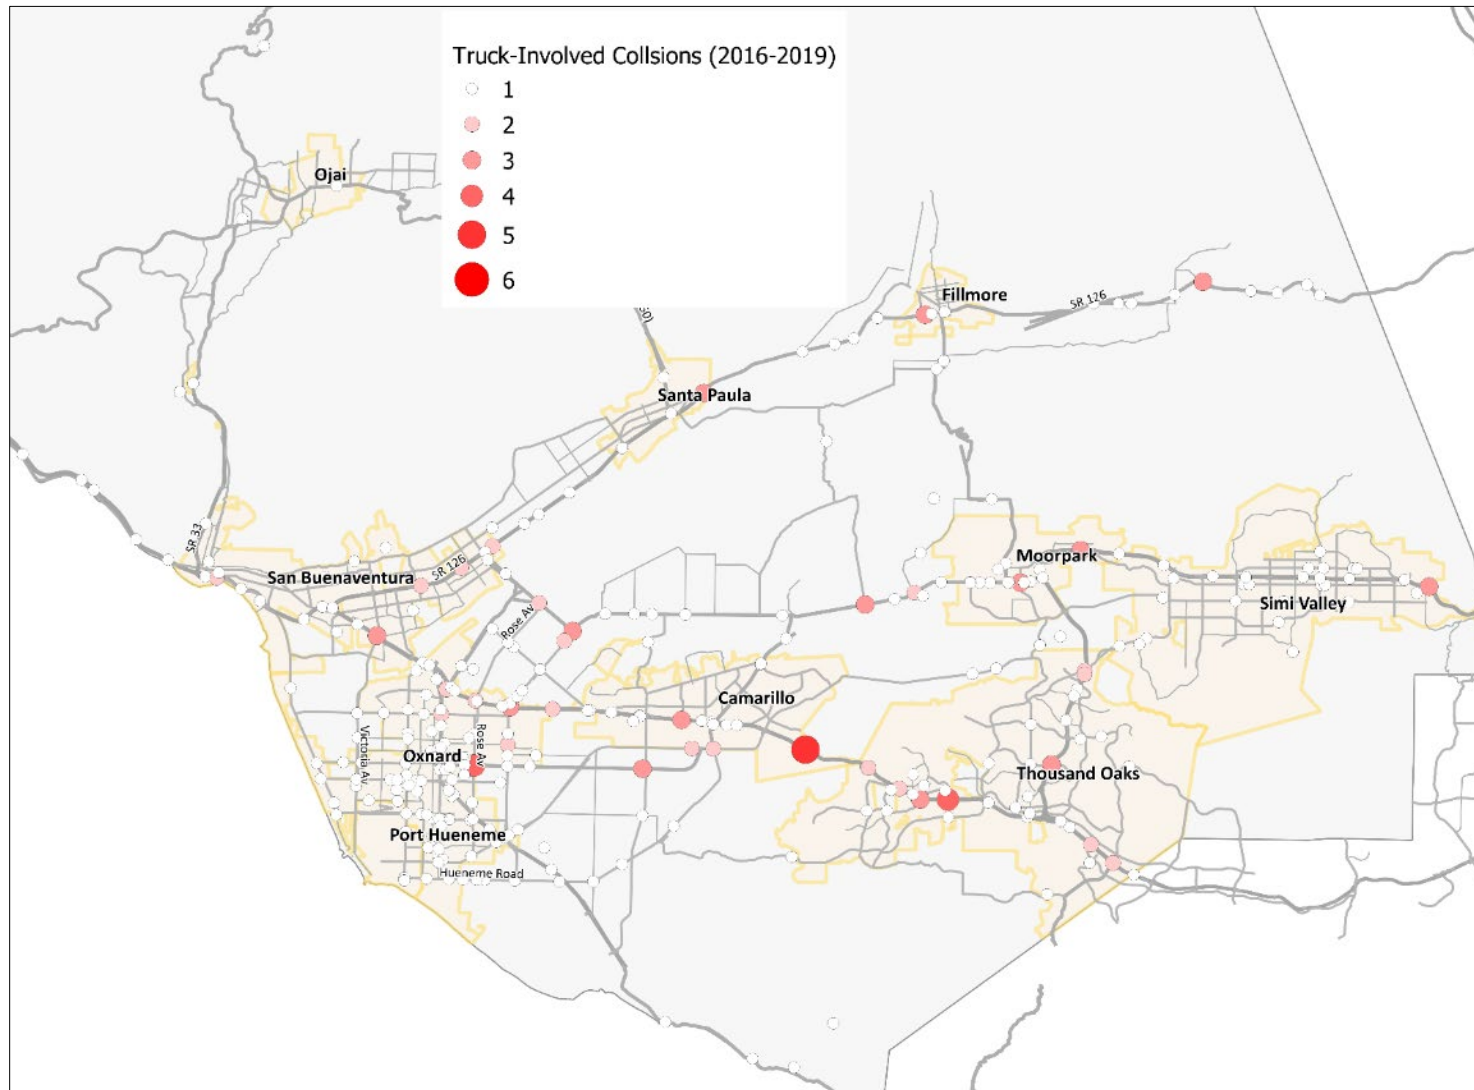 Truck-Involved Collsions (2016-2019)
1
2
3
4
5
6
Ojai
Fillmore
SR 126
Santa Paula
SR 33
San Buenaventura
SR 126
Moorpark
Simi Valley
Rose Av
Camarillo
Oxnard
Rose Av
Victoria Av
Thousand Oaks
Port Hueneme
Hueneme Road